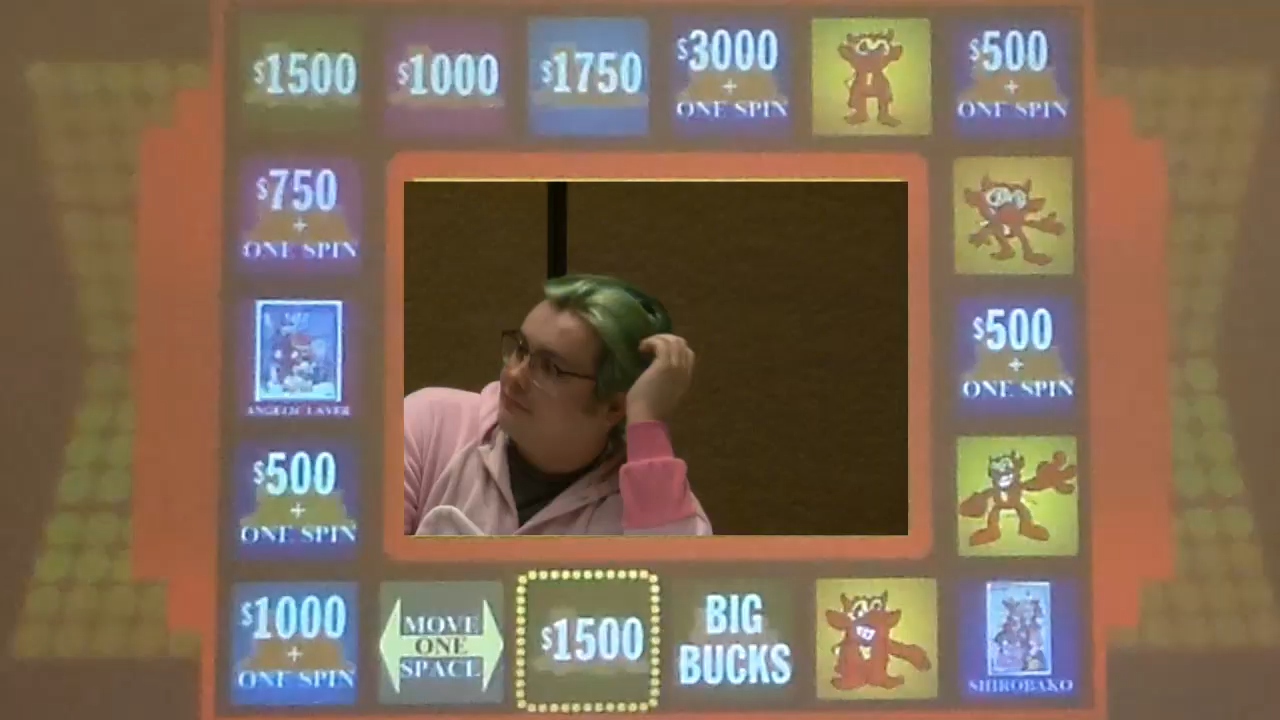 $1500
$1000
$1750
$3000
+
ONE SPIN
$500
+
ONE SPIN
$750
+
ONE SPIN
ANGELIC LAYER
$500
+
ONE SPIN
$500
+
ONE SPIN
$1000
+
ONE SPIN
MOVE
ONE
SPACE
$1500
BIG
BUCKS
SHIROBAKO